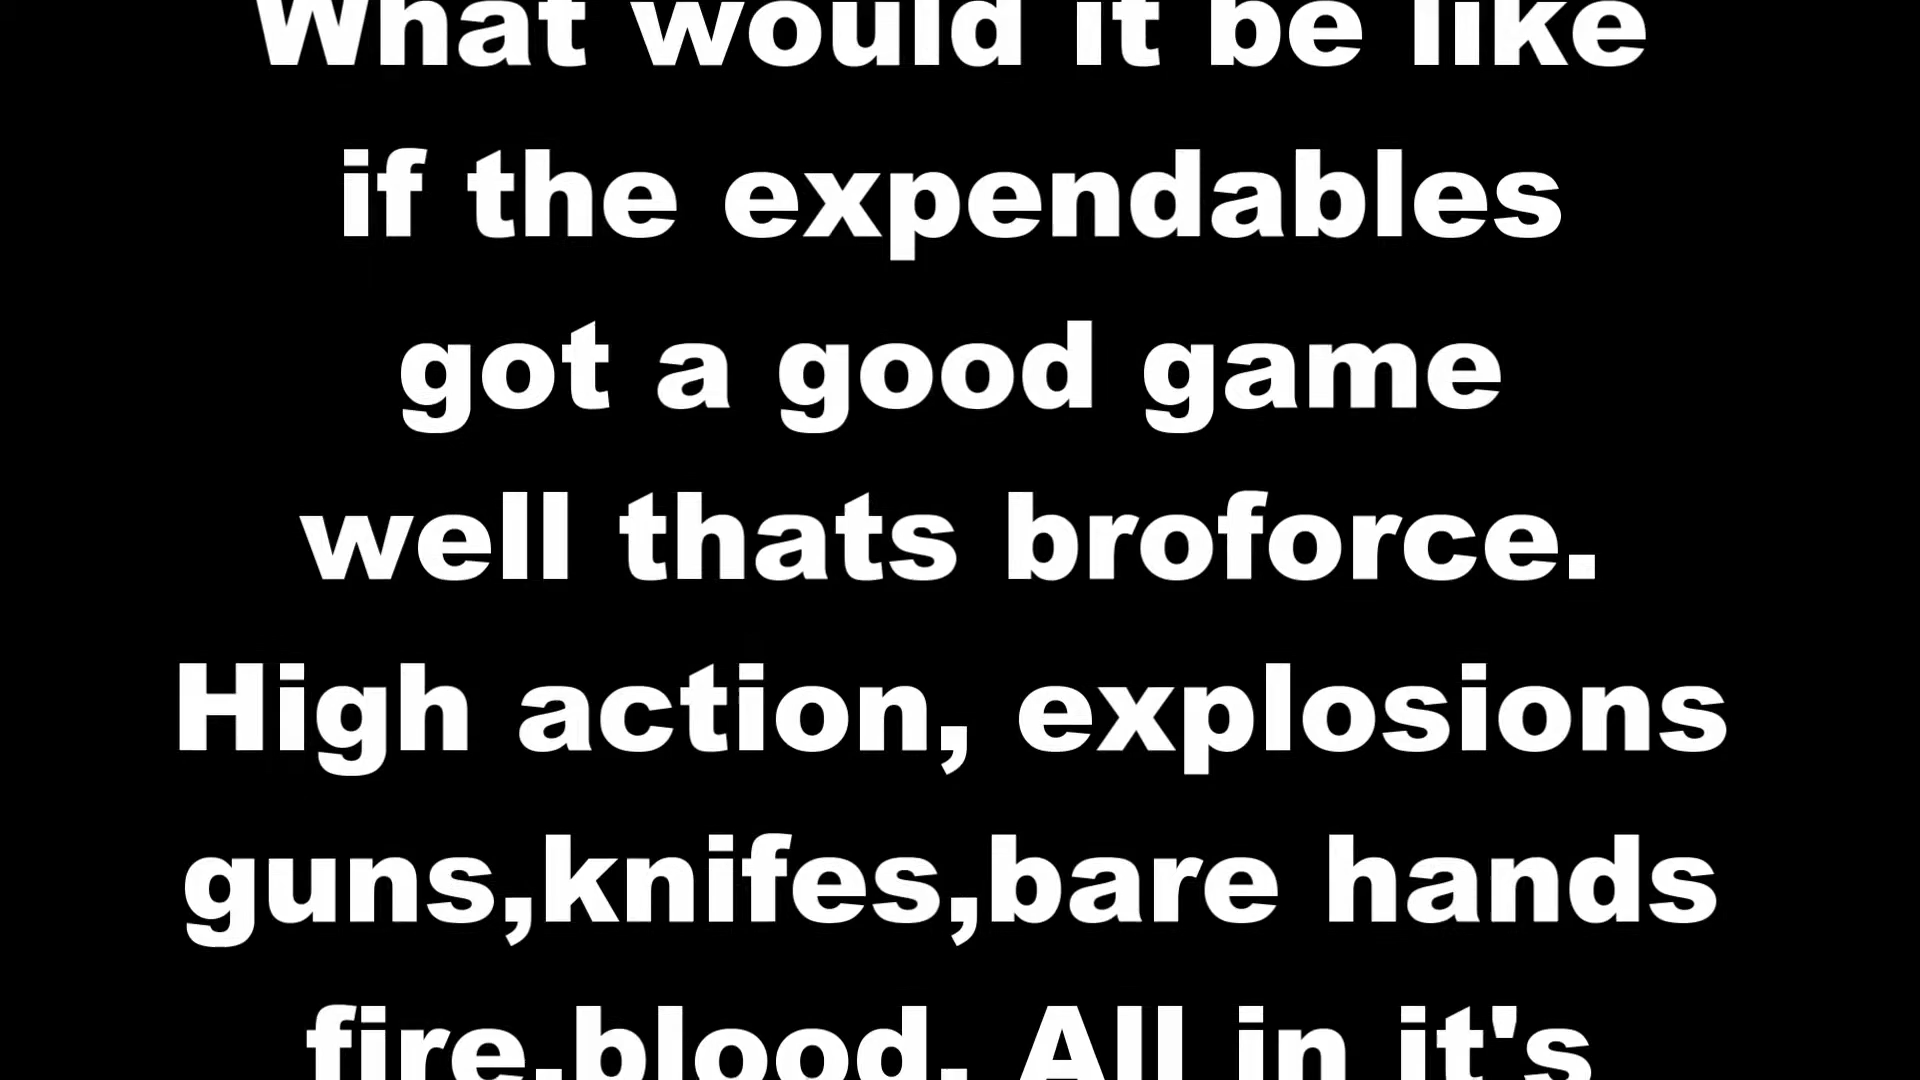 What would it be like
if the expendables
got a good game
well thats broforce.
High action, explosions
guns,knifes,bare hands
fire,blood. All in it's